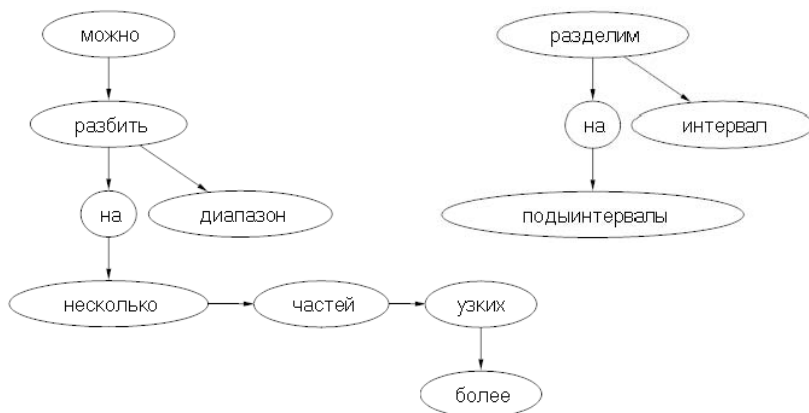 можно
разделим
разбить
на
интервал
на
диапазон
подыинтервалы
несколько
частей
узких
более